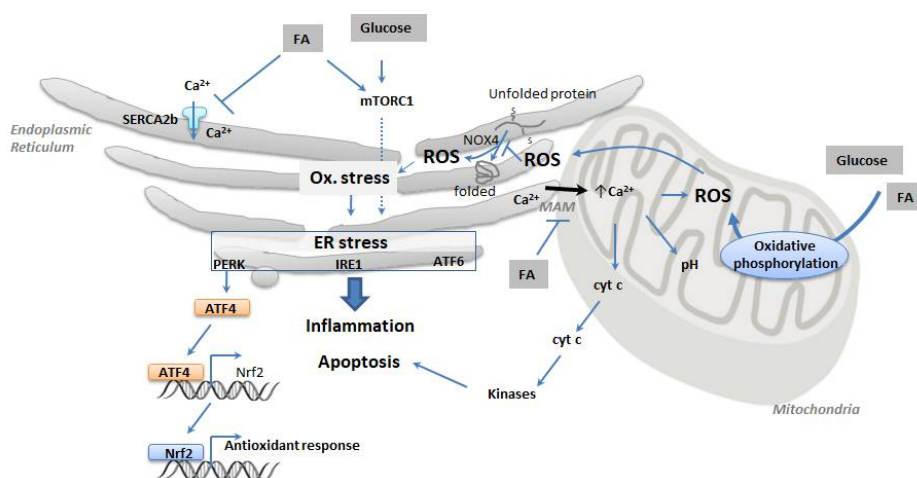 FA
Glucose
Ca²⁺
mTORC1
SERCA2b
Ca²⁺
Endoplasmic
Reticulum
Unfolded protein
S
NOX4
S
ROS
ROS
Ox. stress
folded
Ca²⁺
MAM
↑Ca²⁺
ROS
Glucose
FA
Oxidative
phosphorylation
ER stress
PERK
IRE1
ATF6
FA
pH
cyt c
ATF4
Inflammation
cyt c
Apoptosis
ATF4
Nrf2
Kinases
Mitochondria
Nrf2
Antioxidant response